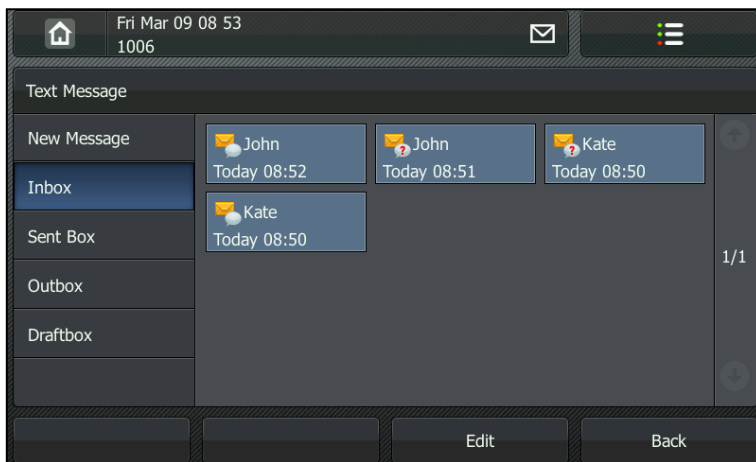 Fri Mar 09 08 53
1006
Text Message
New Message
Inbox
Sent Box
Outbox
Draftbox
John
Today 08:52
John
Today 08:51
Kate
Today 08:50
Kate
Today 08:50
1/1
Edit
Back